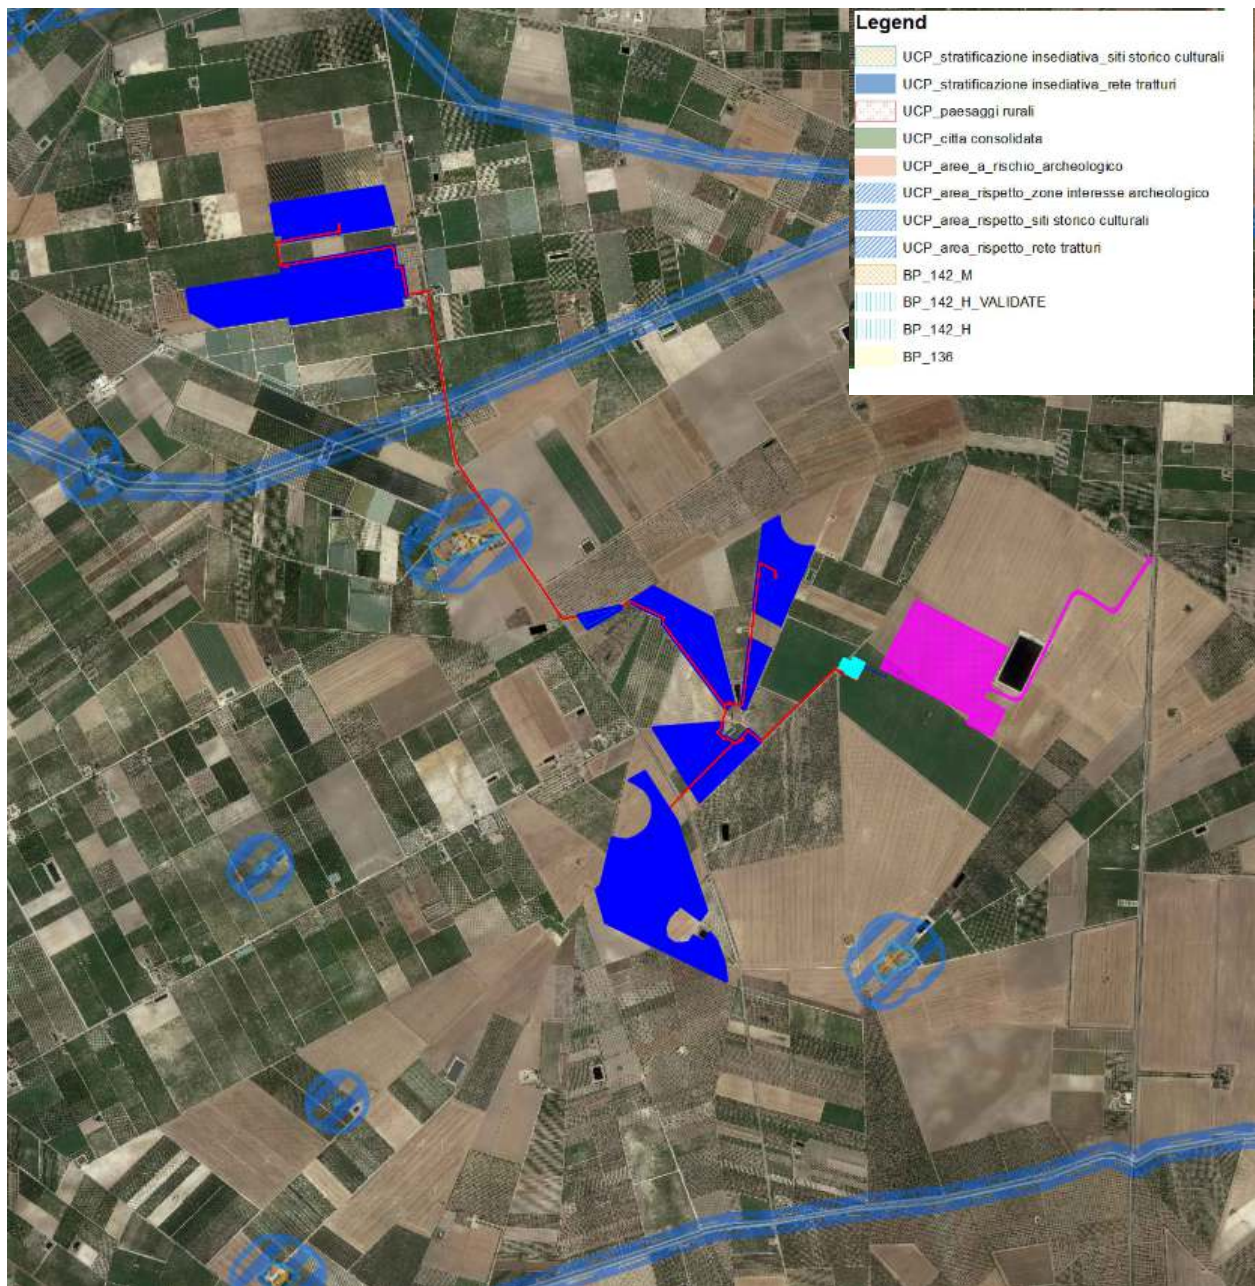 Legend
UCP_stratificazione insediativa_siti storico culturali
UCP_stratificazione insediativa_rete tratturi
UCP_paesaggi rurali
UCP_citta consolidata
UCP_aree_a_rischio_archeologico
UCP_area_rispetto_zone interesse archeologico
UCP_area_rispetto_siti storico culturali
UCP_area_rispetto_rete tratturi
BP_142_M
BP_142_H_VALIDATE
BP_142_H
BP_136